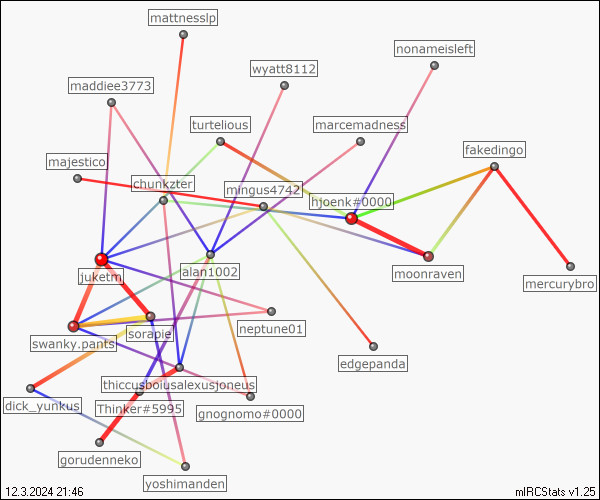 mattnesslp
nonameisleft
wyatt8112
maddiee3773
turtelious
marcemadness
fakedingo
majestico
chunkzter
mingus4742
hjoenk#0000
juketm
alan1002
moonraven
mercurybro
neptune01
swanky.pants
sorapie
edgepanda
thiccusboiusalexusjoneus
dick_yunkus
Thinker#5995
gnognomo#0000
gorudenneko
yoshimanden
12.3.2024 21:46
mIRCStats v1.25